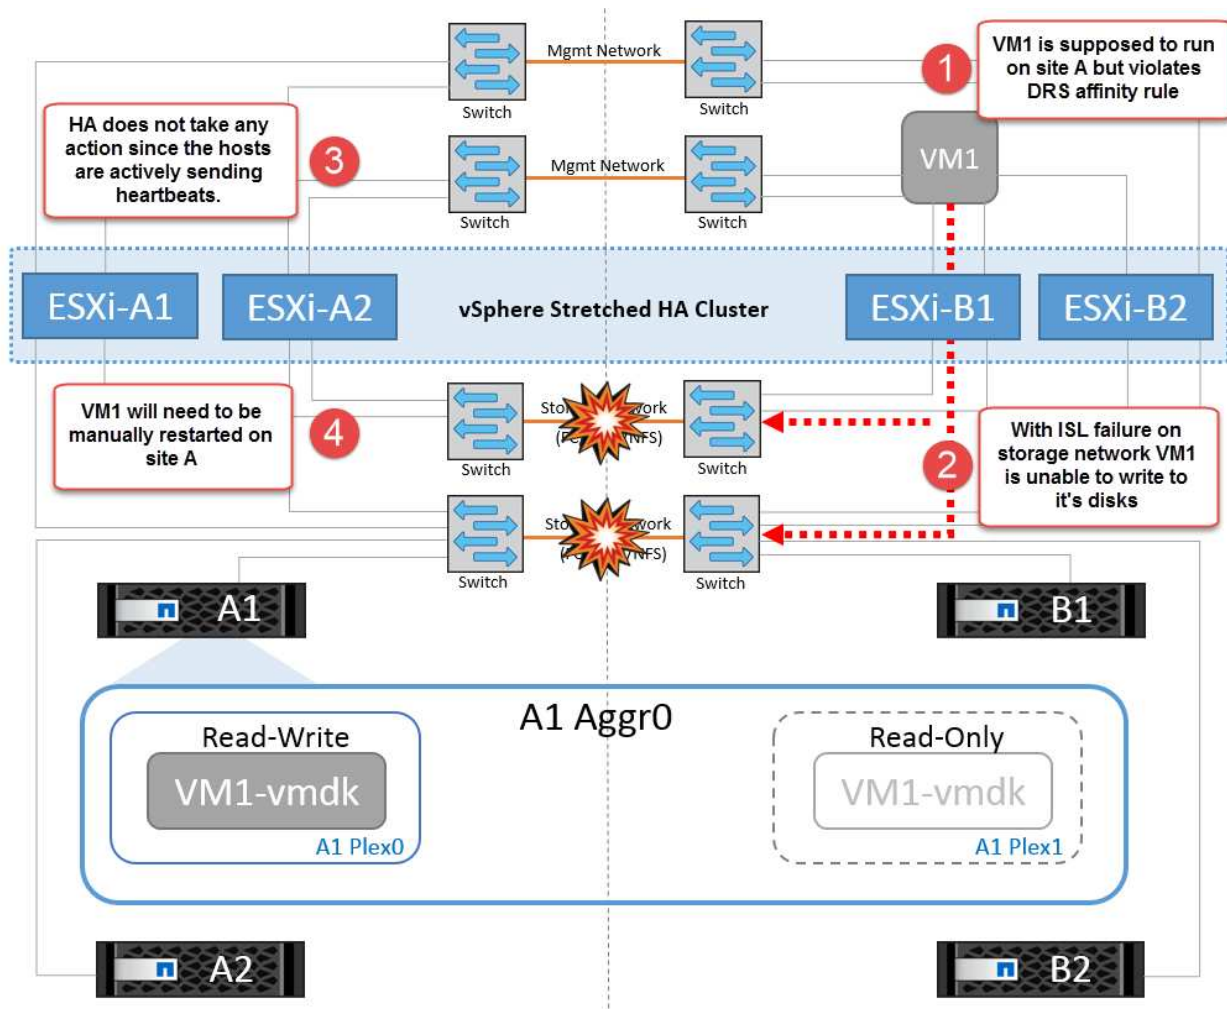 Mgmt Network
Switch
Switch
1
VM1 is supposed to run
on site A but violates
DRS affinity rule
HA does not take any
action since the hosts
are actively sending
heartbeats.
3
Mgmt Network
Switch
Switch
VM1
ESXi-A1
ESXi-A2
vSphere Stretched HA Cluster
ESXi-B1
ESXi-B2
VM1 will need to be
manually restarted on
site A
4
Switch
Switch
2
With ISL failure on
storage network VM1
is unable to write to
it's disks
Switch
Switch
A1
B1
A1 Aggr0
Read-Write
VM1-vmdk
A1 Plex0
Read-Only
VM1-vmdk
A1 Plex1
A2
B2